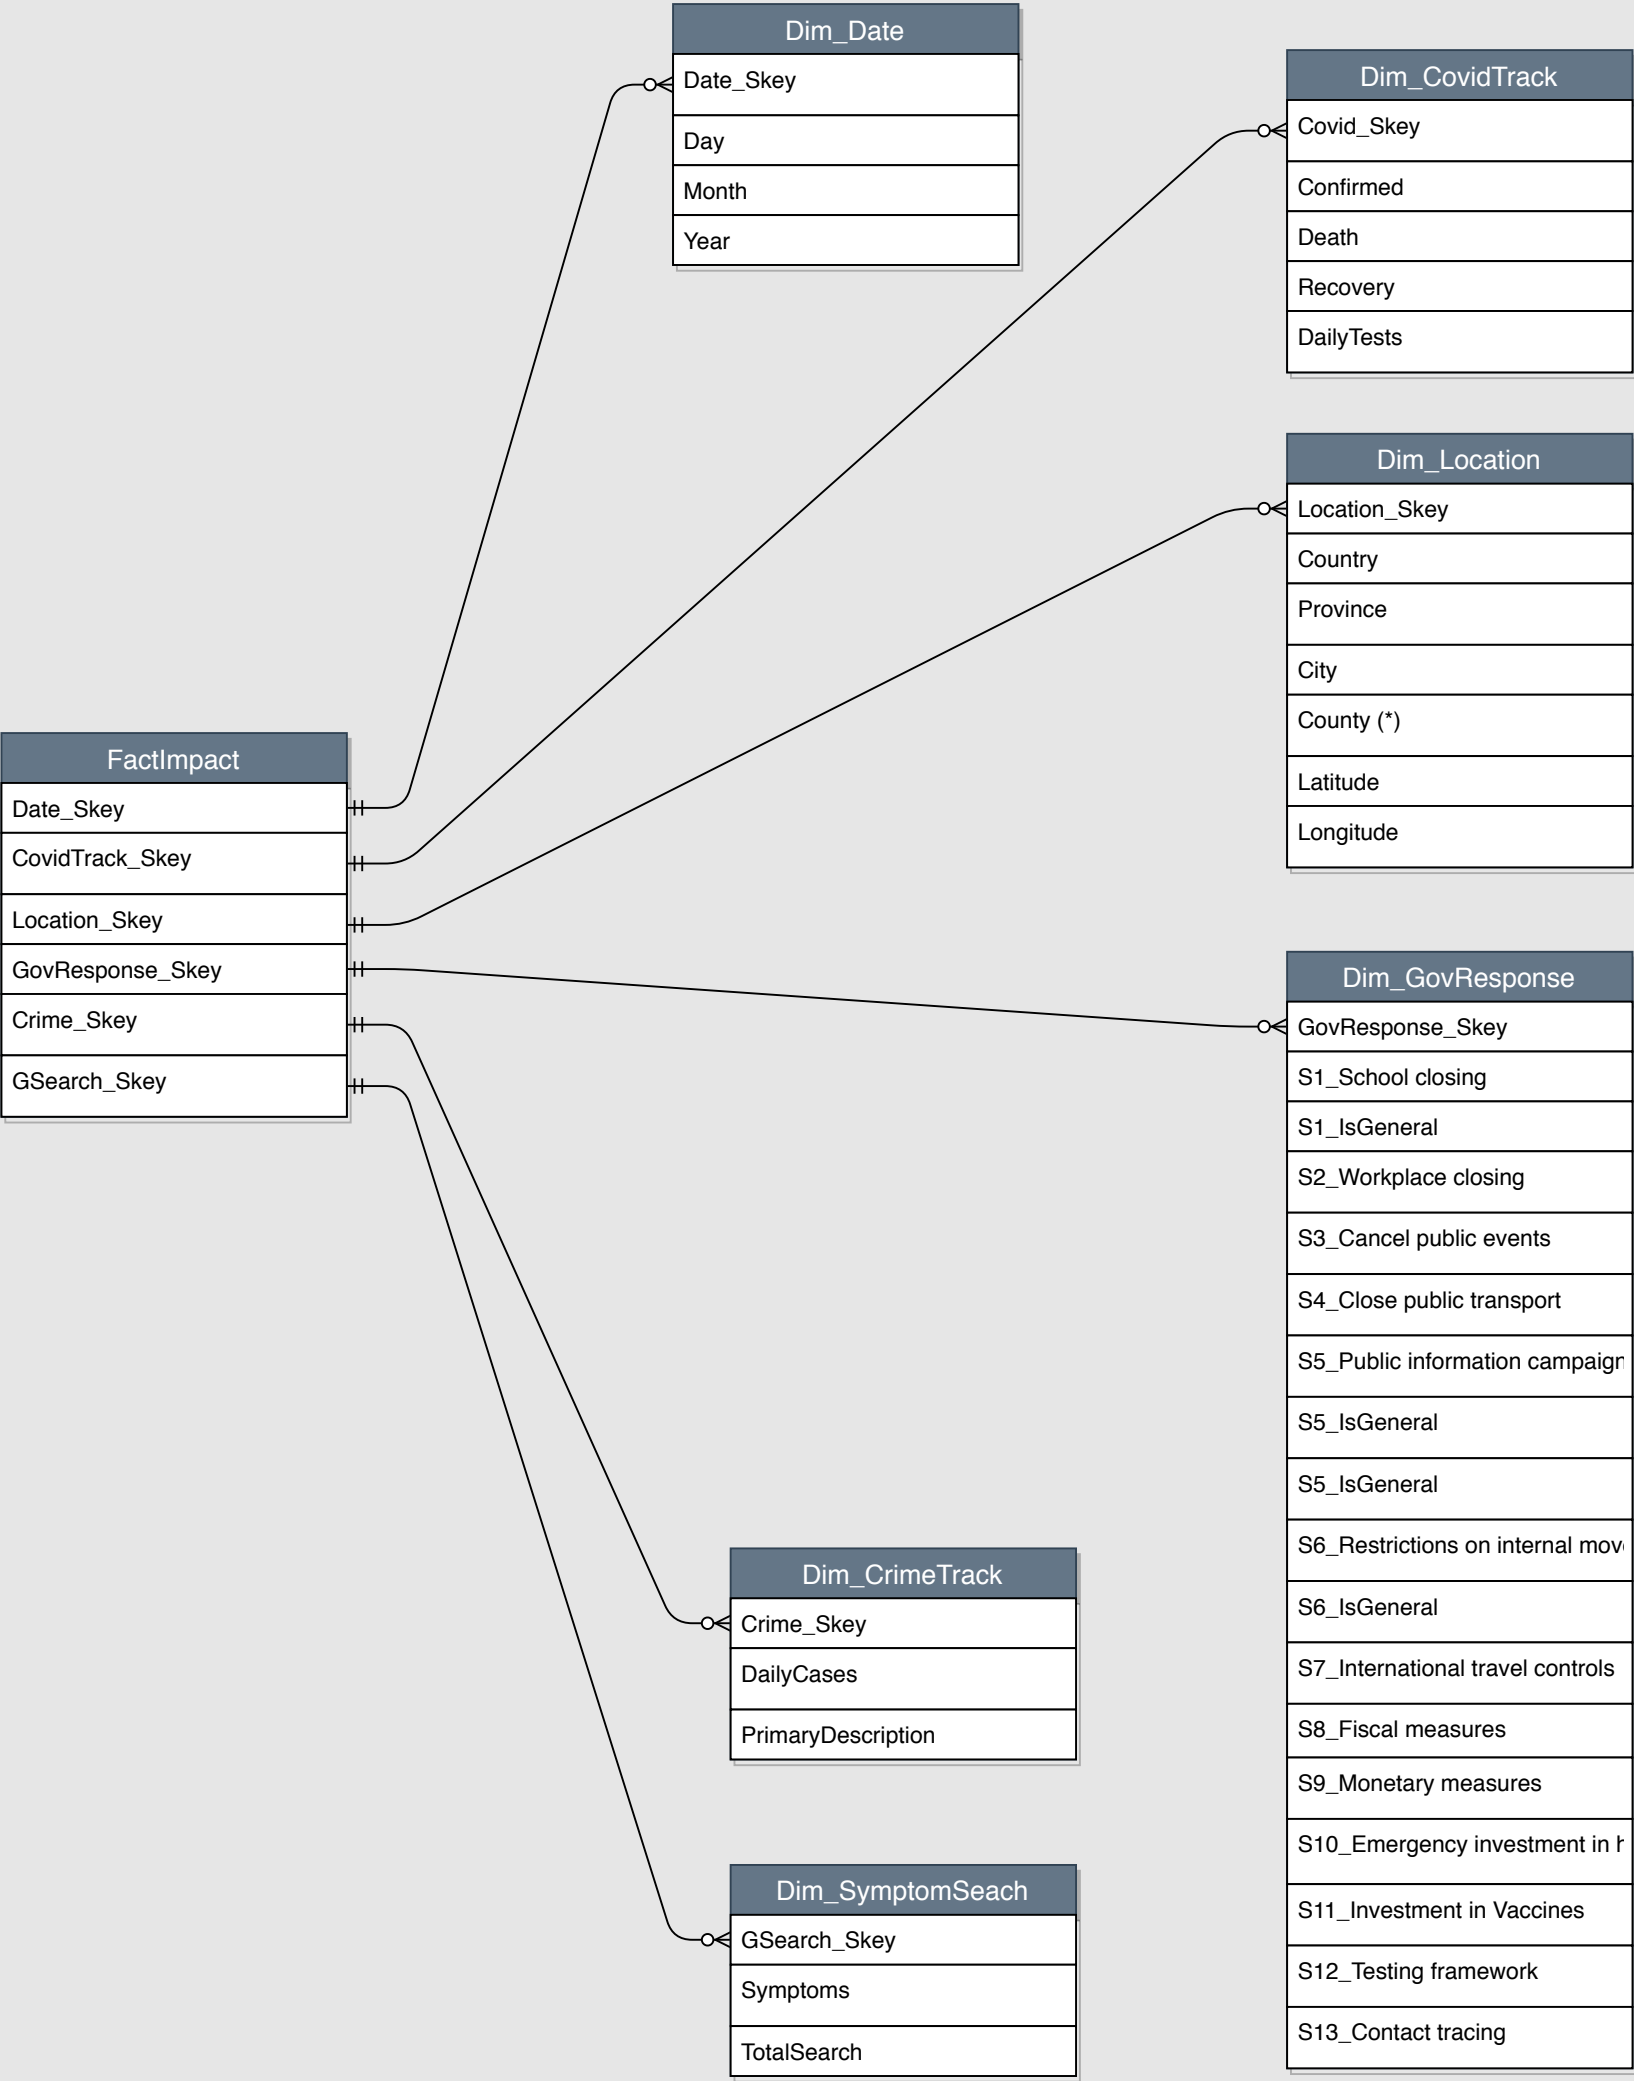 Dim_Date
Date_Skey
Day
Month
Year
Dim_CovidTrack
Covid_Skey
Confirmed
Death
Recovery
DailyTests
Dim_Location
Location_Skey
Country
Province
City
County (*)
Latitude
Longitude
FactImpact
Date_Skey
CovidTrack_Skey
Location_Skey
GovResponse_Skey
Crime_Skey
GSearch_Skey
Dim_GovResponse
GovResponse_Skey
S1_School closing
S1_IsGeneral
S2_Workplace closing
S3_Cancel public events
S4_Close public transport
S5_Public information campaign
S5_IsGeneral
S5_IsGeneral
S6_Restrictions on internal
S6_IsGeneral
S7_International travel controls
S8_Fiscal measures
S9_Monetary measures
S10_Emergency investment in
S11_Investment in Vaccines
S12_Testing framework
S13_Contact tracing
Dim_CrimeTrack
Crime_Skey
DailyCases
PrimaryDescription
Dim_SymptomSeach
GSearch_Skey
Symptoms
TotalSearch